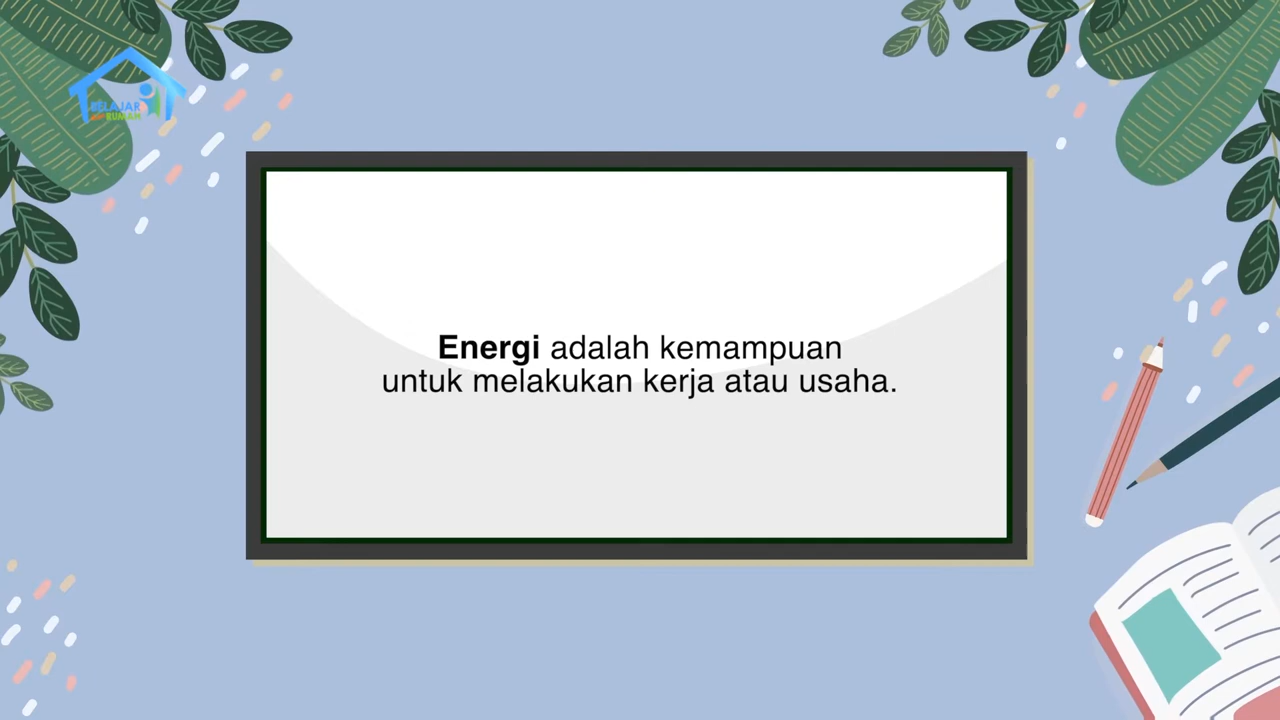 BELAJAR
RUMAH
Energi adalah kemampuan
untuk melakukan kerja atau usaha.